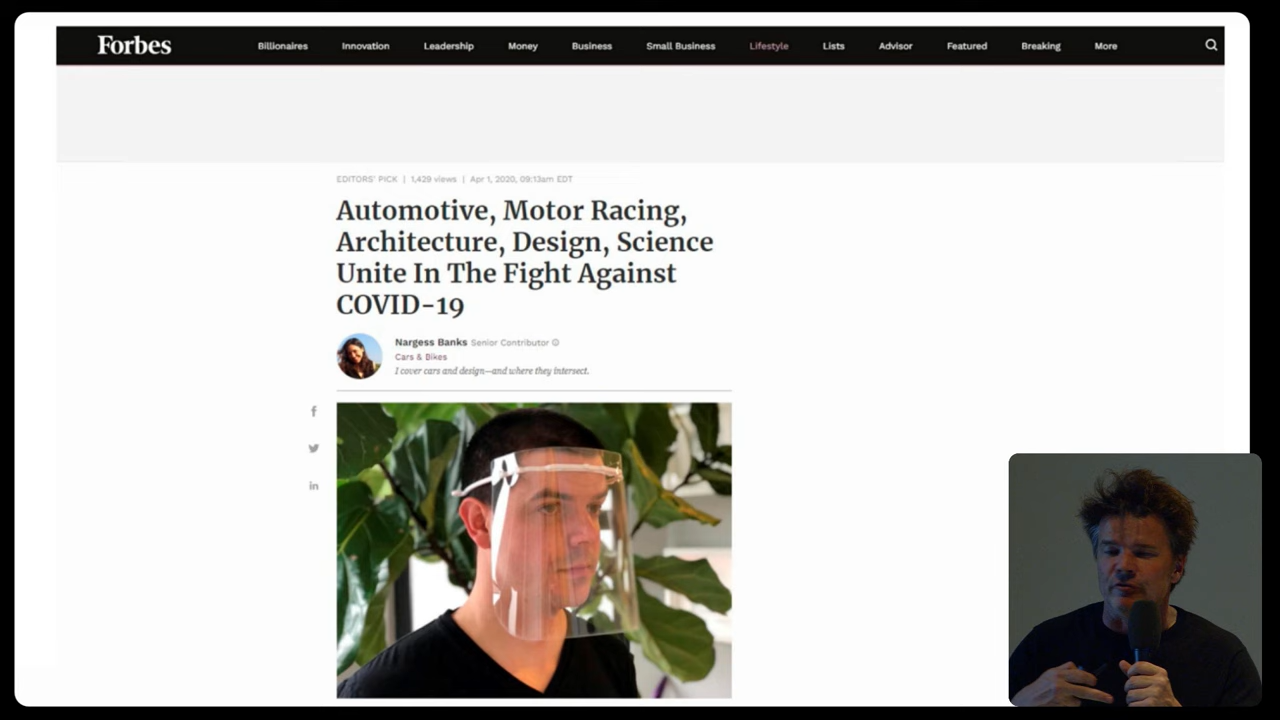 Forbes
Billionaires Innovation Leadership Money Business Small Business Lifestyle Lists Advisor Featured Breaking More
EDITORS' PICK | 1,429 views | Apr 1, 2020, 09:13am EDT
Automotive, Motor Racing,
Architecture, Design, Science
Unite In The Fight Against
COVID-19
Nargess Banks Senior Contributor
Cars & Bikes
I cover cars and design—and where they intersect.
f
in